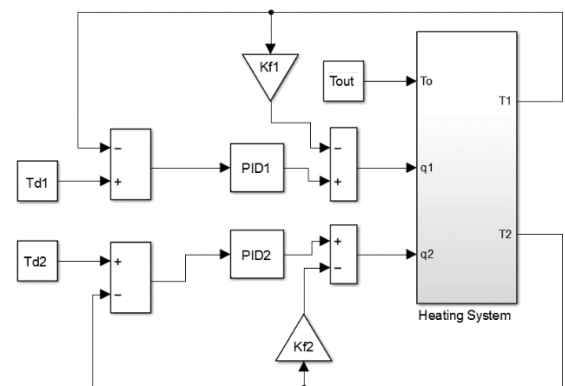 Kf1
Tout
To
T1
−
−
Td1
+
PID1
+
q1
Td2
+
PID2
+
T2
−
−
q2
Kf2
Heating System